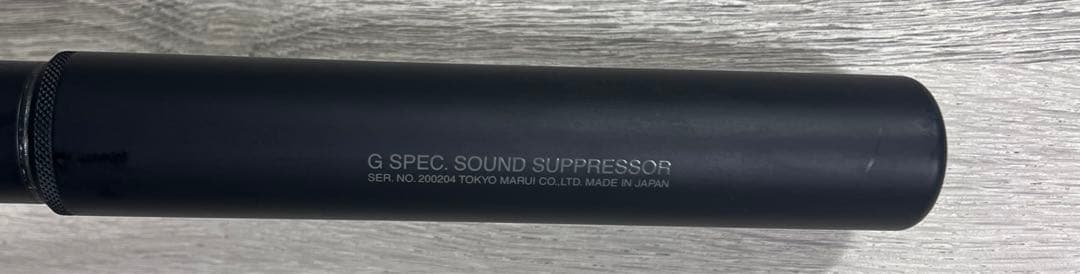 G SPEC. SOUND SUPPRESSOR
SER. NO. 200204 TOKYO MARUI CO.,LTD. MADE IN JAPAN